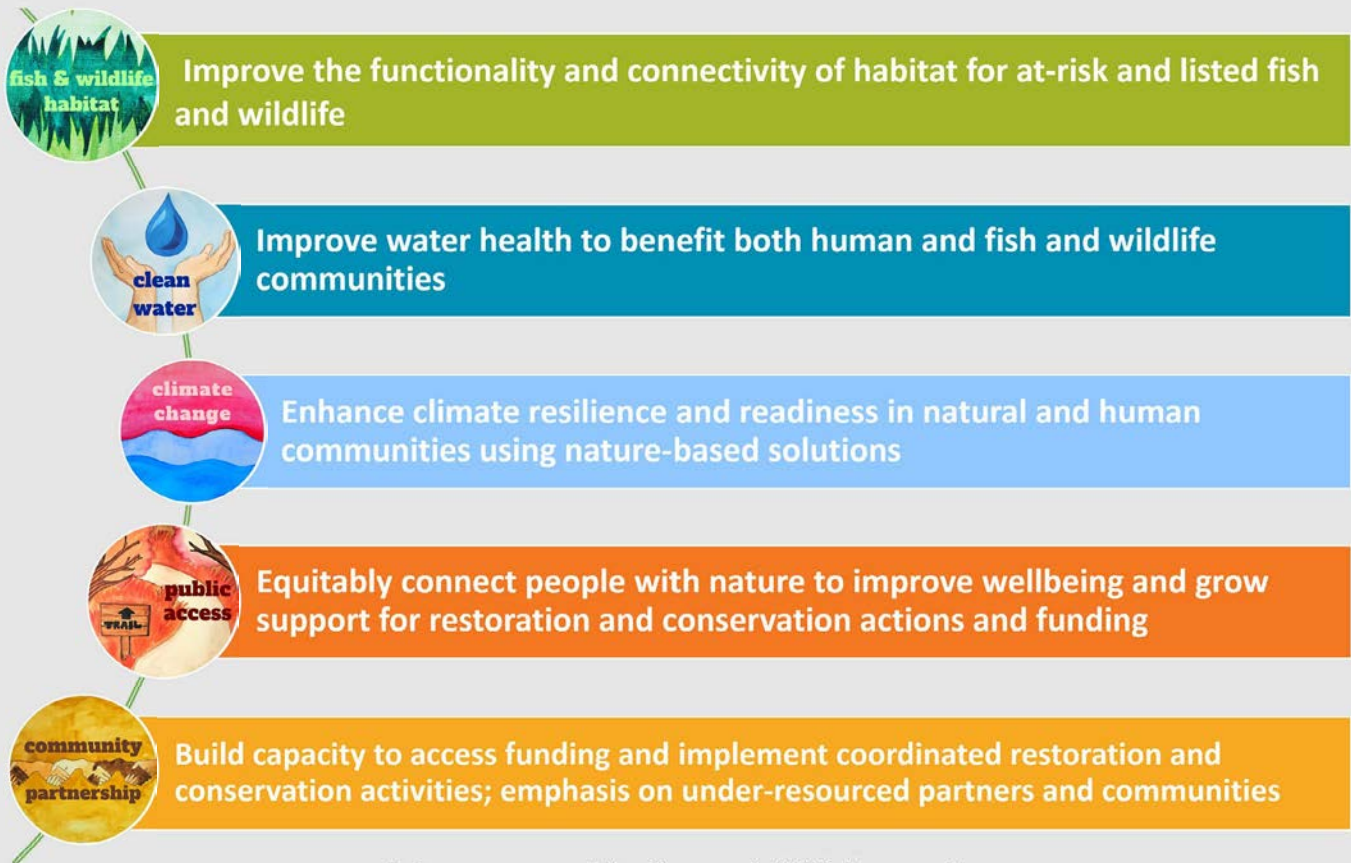 fish & wildlife
habitat
Improve the functionality and connectivity of habitat for at-risk and listed fish
and wildlife
clean
water
Improve water health to benefit both human and fish and wildlife
communities
climate
change
Enhance climate resilience and readiness in natural and human
communities using nature-based solutions
TRAIL
public
access
Equitably connect people with nature to improve wellbeing and grow
support for restoration and conservation actions and funding
community
partnership
Build capacity to access funding and implement coordinated restoration and
conservation activities; emphasis on under-resourced partners and communities